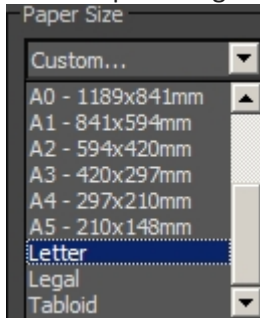 Paper Size
Custom...
A0 - 1189x841mm
A1 - 841x594mm
A2 - 594x420mm
A3 - 420x297mm
A4 - 297x210mm
A5 - 210x148mm
Letter
Legal
Tabloid